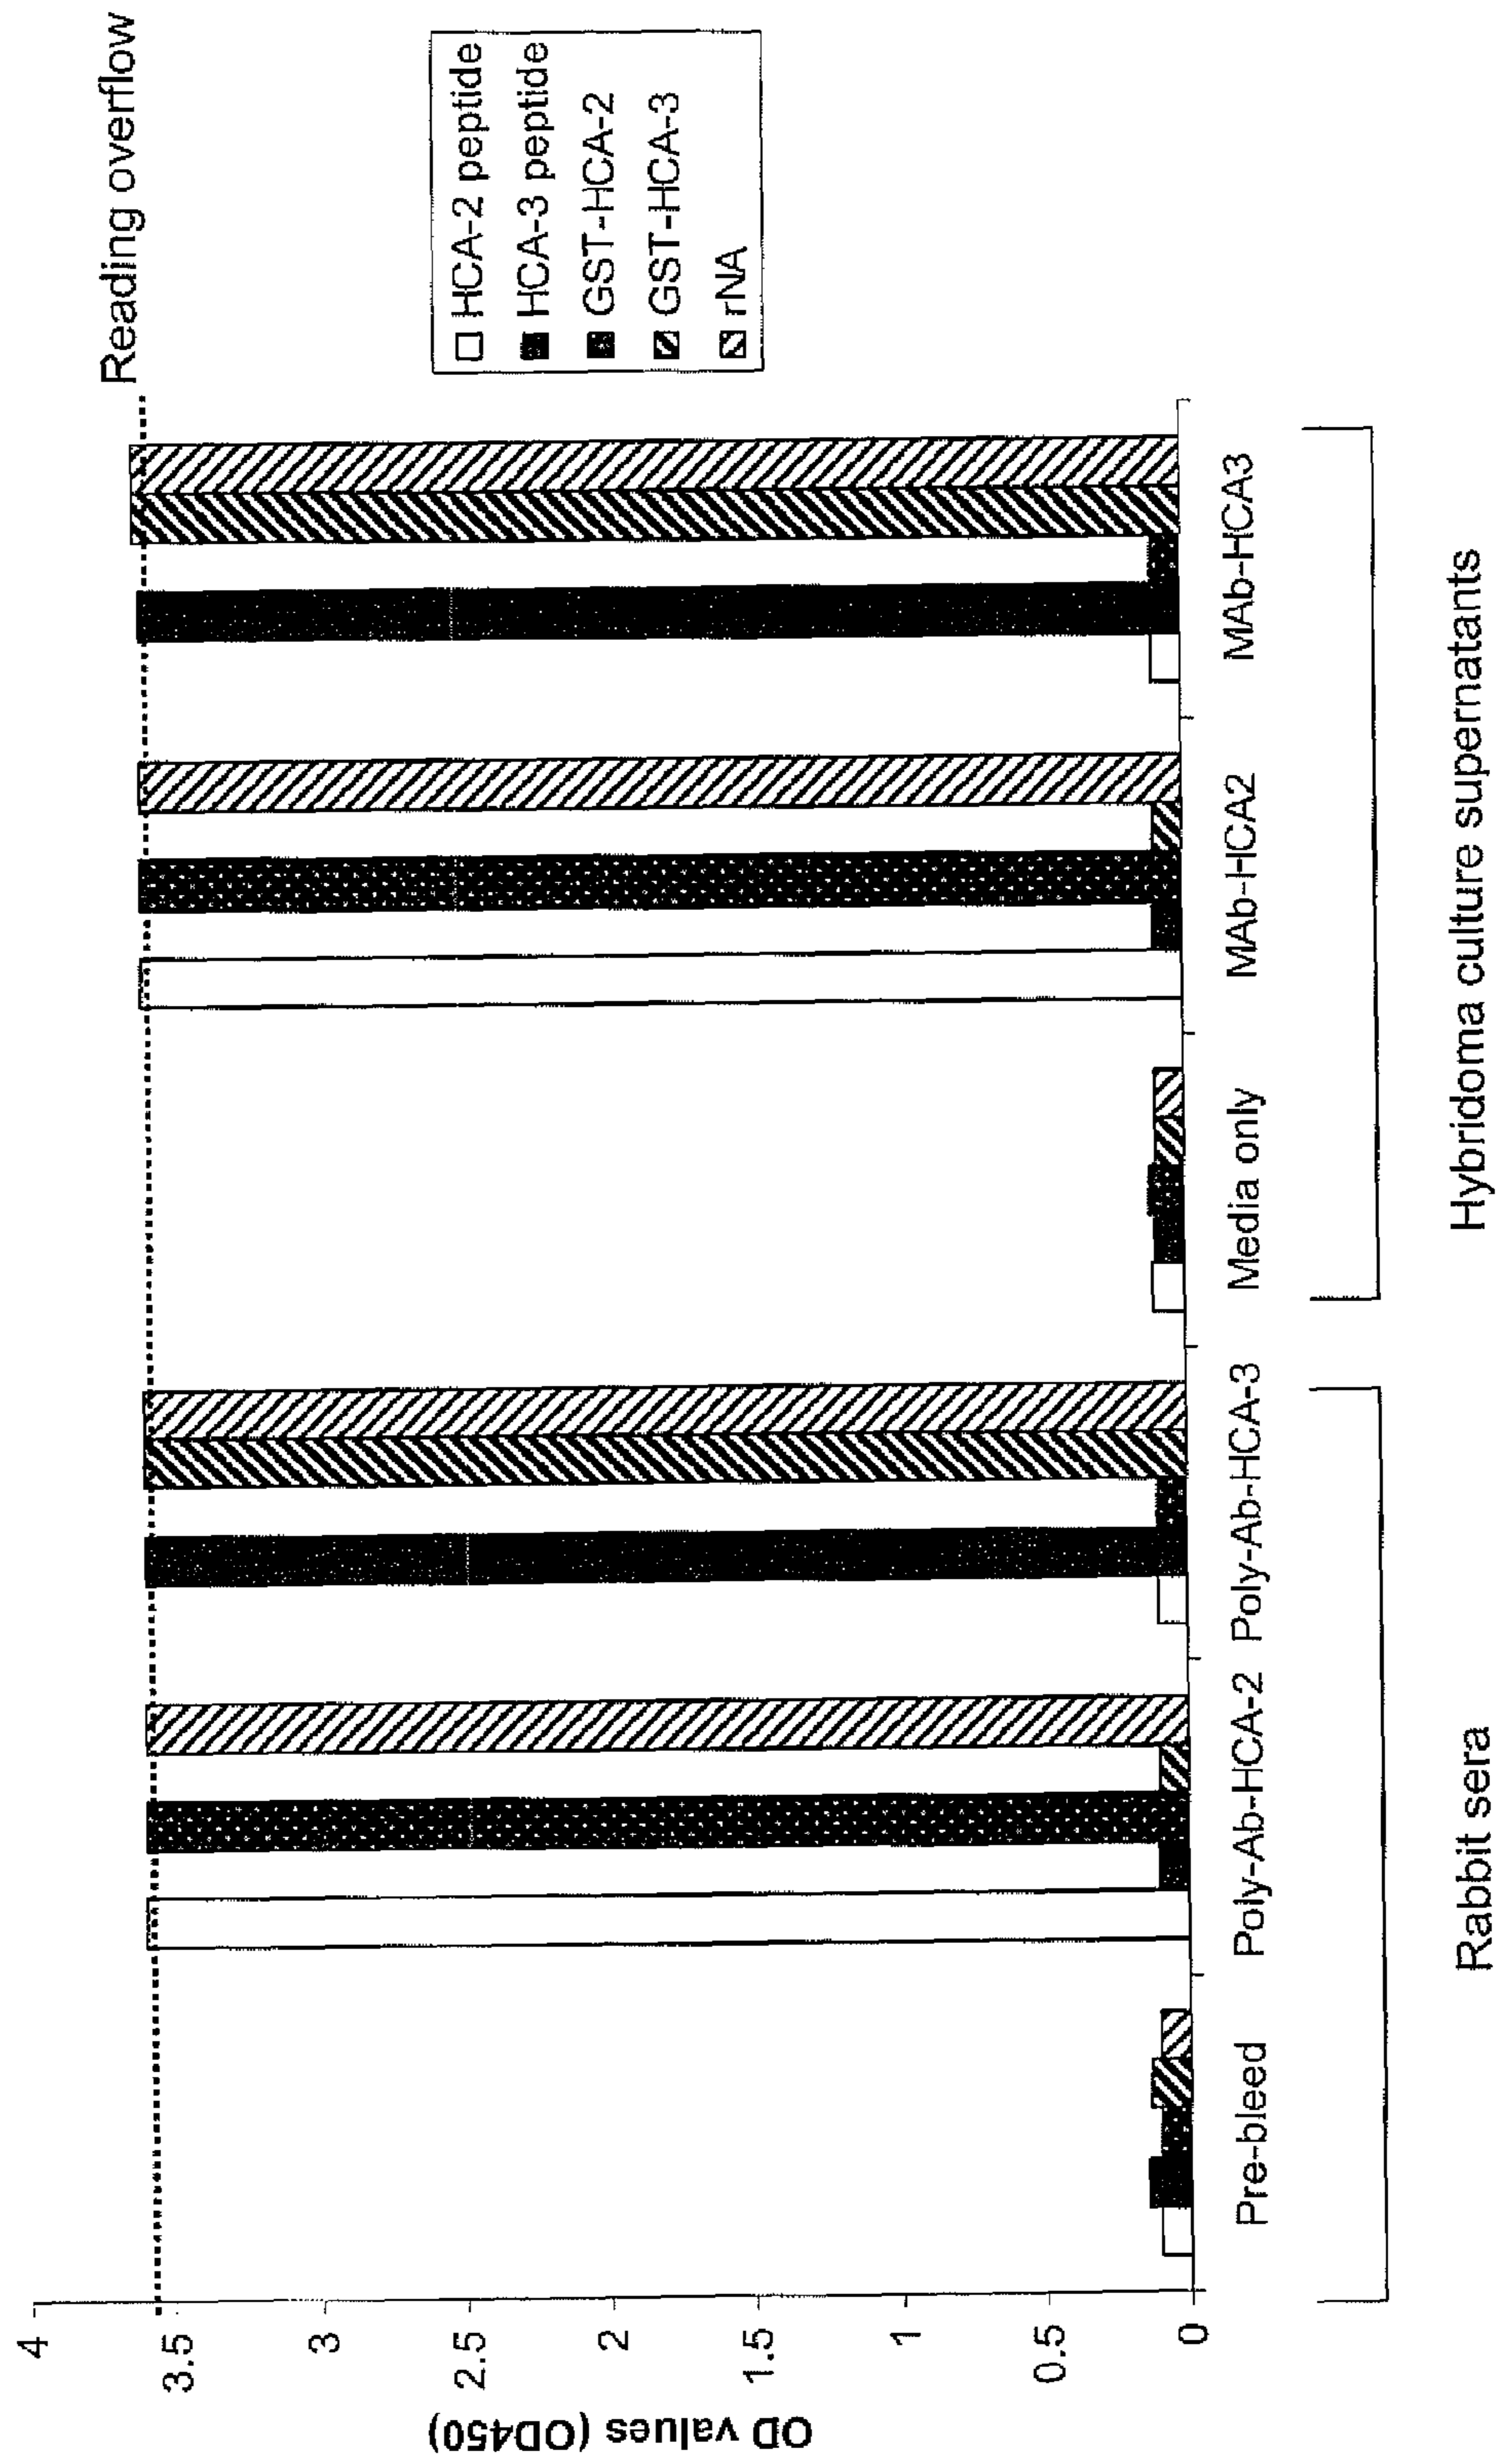 Reading overflow
HCA-2 peptide
HCA-3 peptide
GST-HCA-2
GST-HCA-3
rNA
OD values (OD450)
4
3.5
3
2.5
2
1.5
1
0.5
0
Pre-bleed
Poly-Ab-HCA-2
Poly-Ab-HCA-3
Media only
MAb-HCA2
MAb-HCA3
Rabbit sera
Hybridoma culture supernatants